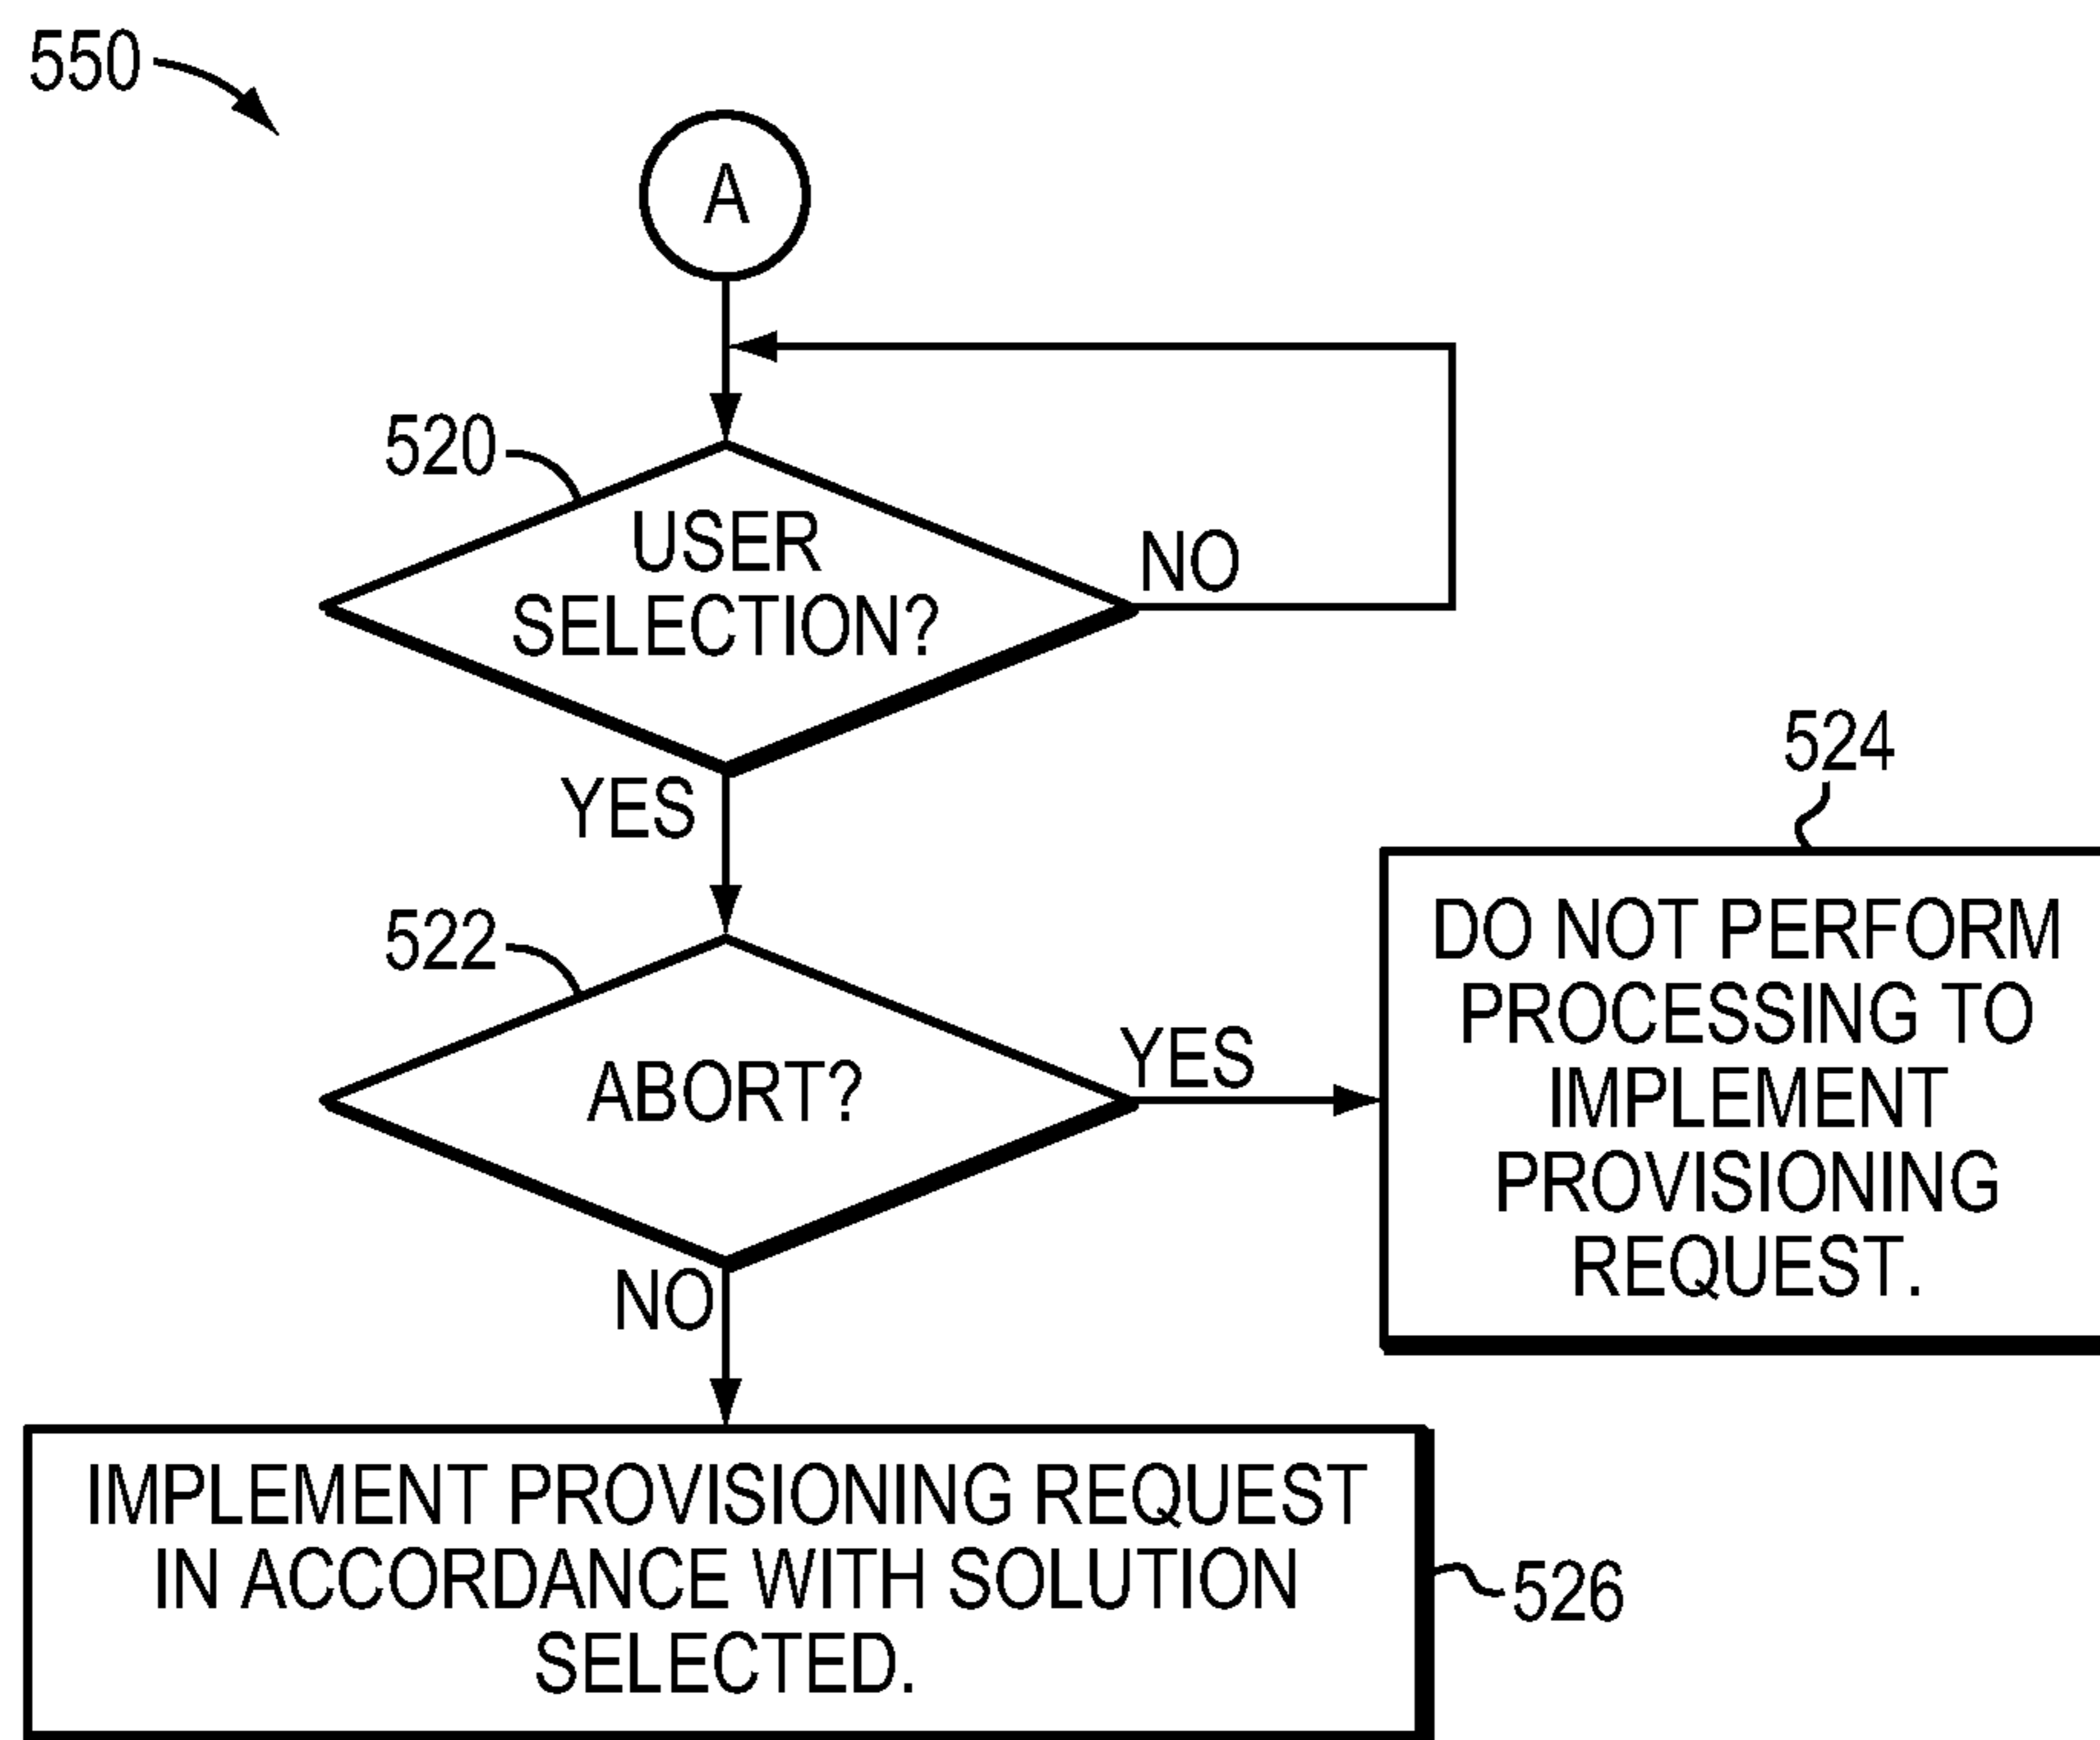 550
A
520
USER
SELECTION?
NO
YES
522
ABORT?
YES
524
DO NOT PERFORM
PROCESSING TO
IMPLEMENT
PROVISIONING
REQUEST.
NO
IMPLEMENT PROVISIONING REQUEST
IN ACCORDANCE WITH SOLUTION
SELECTED.
526